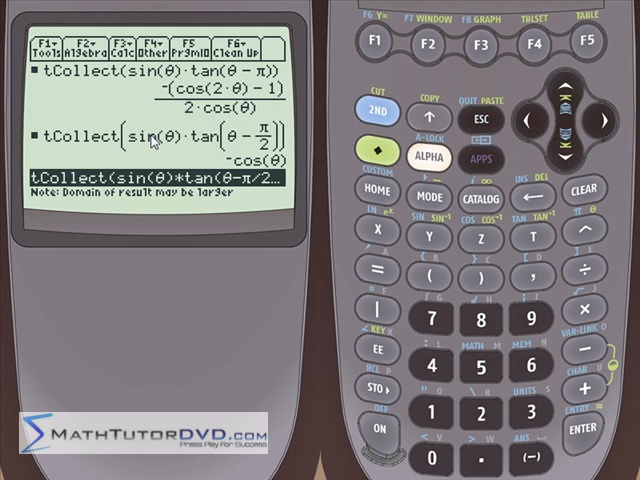 F1▾ F2▾ F3▾ F4▾ F5 F6▾
Tools Algebra Calc Other PrgmIO Clean Up
▪ tCollect(sin(θ)·tan(θ − π))
-(cos(2·θ) − 1)
2·cos(θ)
▪ tCollect(sin(θ)·tan(θ − π/2))
-cos(θ)
tCollect(sin(θ)*tan(θ-π/2...
Note: Domain of result may be larger
MATHTUTORDVD.COM
Press Play For Success
F6 Y= F7 WINDOW F8 GRAPH TBLSET TABLE
F1 F2 F3 F4 F5
CUT COPY QUIT PASTE
2ND ↑ ESC
A-LOCK
◆ ALPHA APPS
CUSTOM INS DEL
HOME MODE CATALOG ← CLEAR
LN eˣ SIN SIN⁻¹ COS COS⁻¹ TAN TAN⁻¹ π θ
X Y Z T ^
' A { B } C [ D ] E
= ( ) , ÷
° F ∫ G H I √ J
| 7 8 9 ×
∠ KEY K : L MATH M MEM N VAR-LINK O
EE 4 5 6 −
RCL P " Q \ R UNITS S CHAR U
STO▸ 1 2 3 +
OFF < V > W ANS ENTRY ≈
ON 0 . (−) ENTER